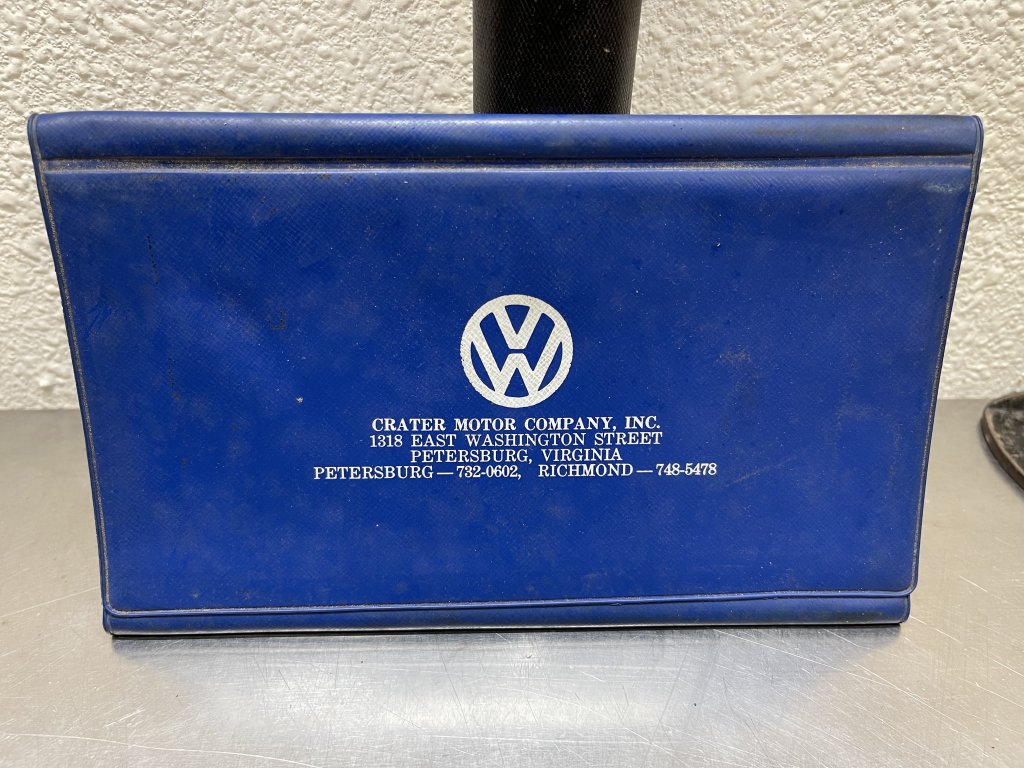 CRATER MOTOR COMPANY, INC.
1318 EAST WASHINGTON STREET
PETERSBURG, VIRGINIA
PETERSBURG — 732-0602, RICHMOND — 748-5478